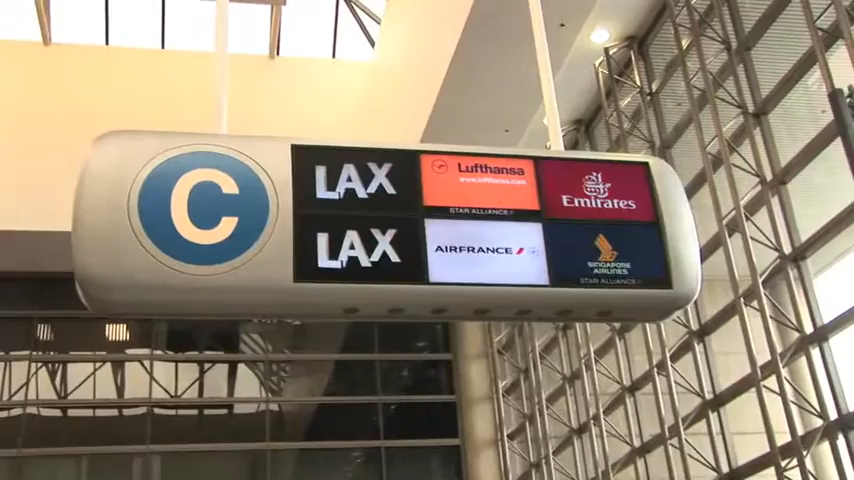 C
LAX
Lufthansa
www.lufthansa.com
STAR ALLIANCE
Emirates
LAX
AIRFRANCE
SINGAPORE
AIRLINES
STAR ALLIANCE